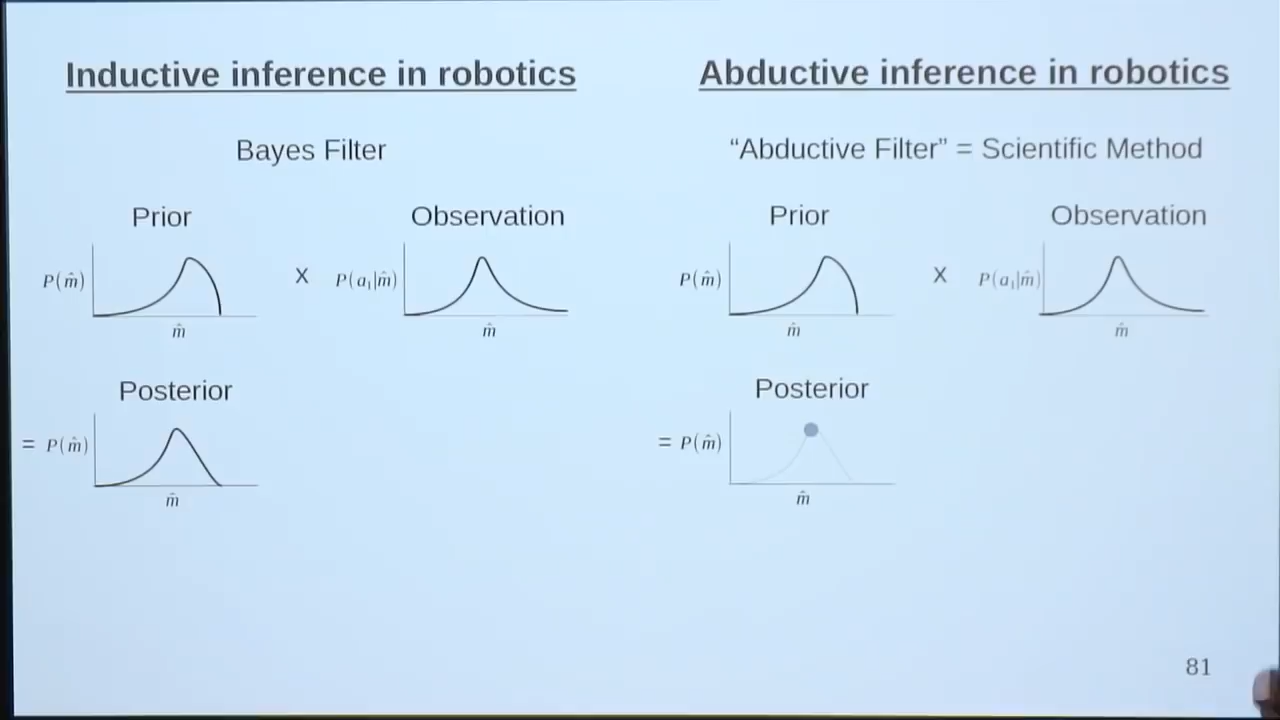 Inductive inference in robotics
Bayes Filter
Prior
Observation
P(m̂)
X
P(a₁|m̂)
m̂
m̂
Posterior
= P(m̂)
m̂
Abductive inference in robotics
“Abductive Filter” = Scientific Method
Prior
Observation
P(m̂)
X
P(a₁|m̂)
m̂
m̂
Posterior
= P(m̂)
m̂
81